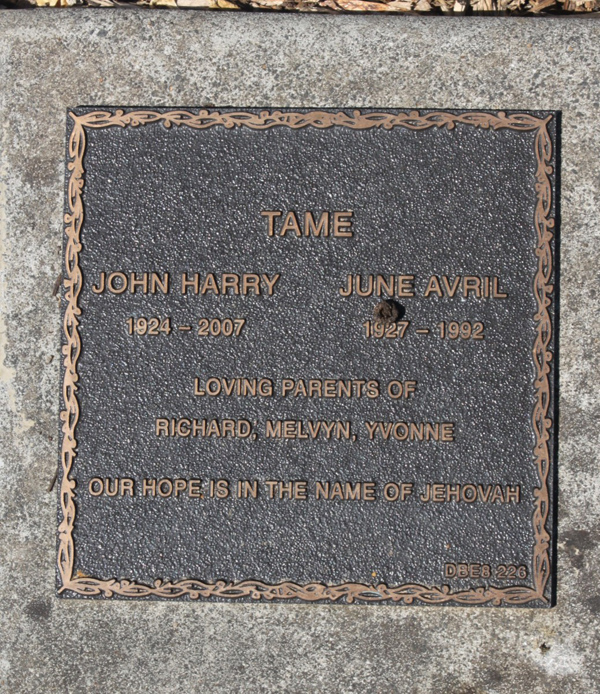 TAME
JOHN HARRY JUNE AVRIL
1924 – 2007 1927 – 1992
LOVING PARENTS OF
RICHARD, MELVYN, YVONNE
OUR HOPE IS IN THE NAME OF JEHOVAH
DBE8 226